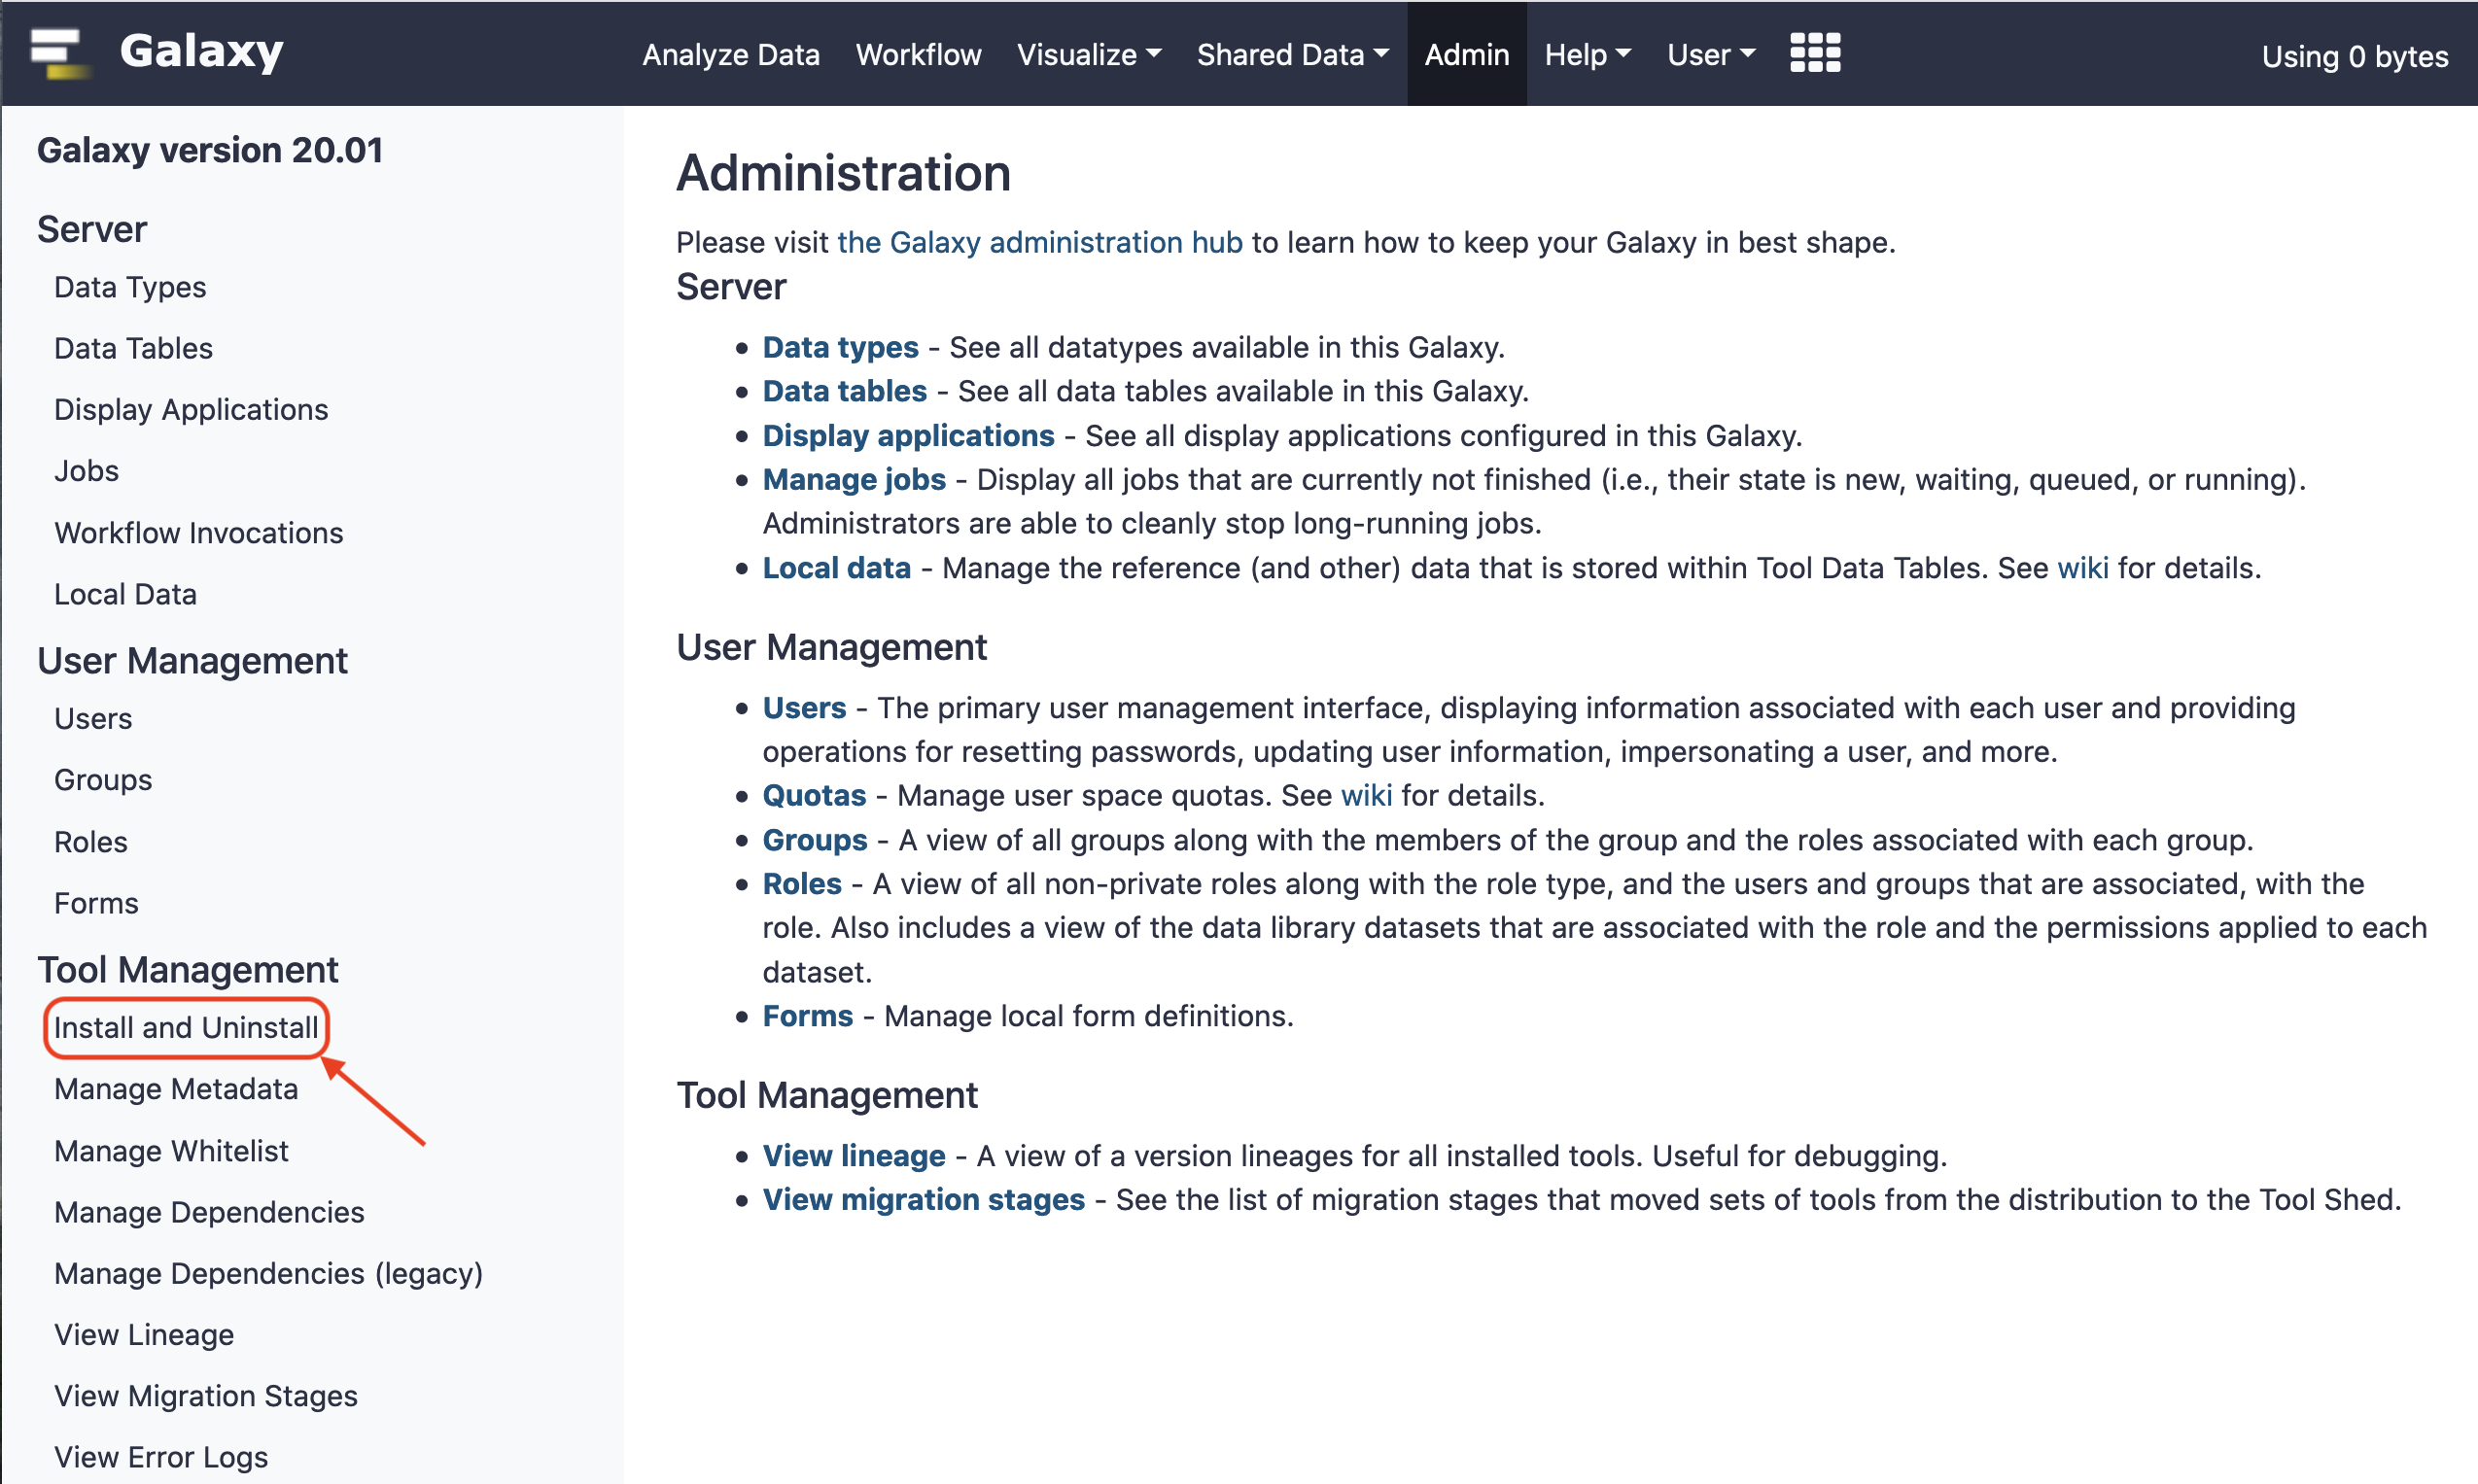 Galaxy
Analyze Data Workflow Visualize Shared Data Admin Help User
Using 0 bytes
Galaxy version 20.01
Server
Data Types
Data Tables
Display Applications
Jobs
Workflow Invocations
Local Data
User Management
Users
Groups
Roles
Forms
Tool Management
Install and Uninstall
Manage Metadata
Manage Whitelist
Manage Dependencies
Manage Dependencies (legacy)
View Lineage
View Migration Stages
View Error Logs
Administration
Please visit the Galaxy administration hub to learn how to keep your Galaxy in best shape.
Server
• Data types - See all datatypes available in this Galaxy.
• Data tables - See all data tables available in this Galaxy.
• Display applications - See all display applications configured in this Galaxy.
• Manage jobs - Display all jobs that are currently not finished (i.e., their state is new, waiting, queued, or running).
Administrators are able to cleanly stop long-running jobs.
• Local data - Manage the reference (and other) data that is stored within Tool Data Tables. See wiki for details.
User Management
• Users - The primary user management interface, displaying information associated with each user and providing
operations for resetting passwords, updating user information, impersonating a user, and more.
• Quotas - Manage user space quotas. See wiki for details.
• Groups - A view of all groups along with the members of the group and the roles associated with each group.
• Roles - A view of all non-private roles along with the role type, and the users and groups that are associated, with the
role. Also includes a view of the data library datasets that are associated with the role and the permissions applied to each
dataset.
• Forms - Manage local form definitions.
Tool Management
• View lineage - A view of a version lineages for all installed tools. Useful for debugging.
• View migration stages - See the list of migration stages that moved sets of tools from the distribution to the Tool Shed.